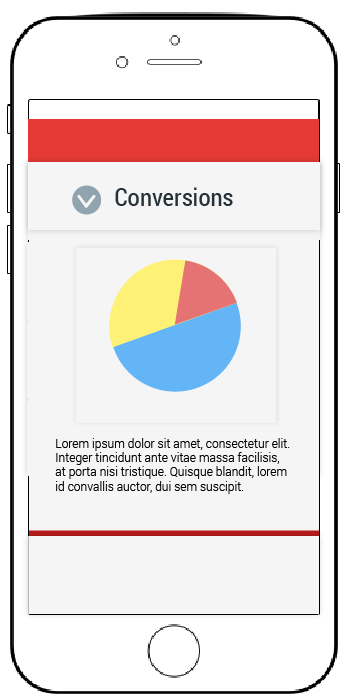 Conversions
Lorem ipsum dolor sit amet, consectetur elit.
Integer tincidunt ante vitae massa facilisis,
at porta nisi tristique. Quisque blandit, lorem
id convallis auctor, dui sem suscipit.